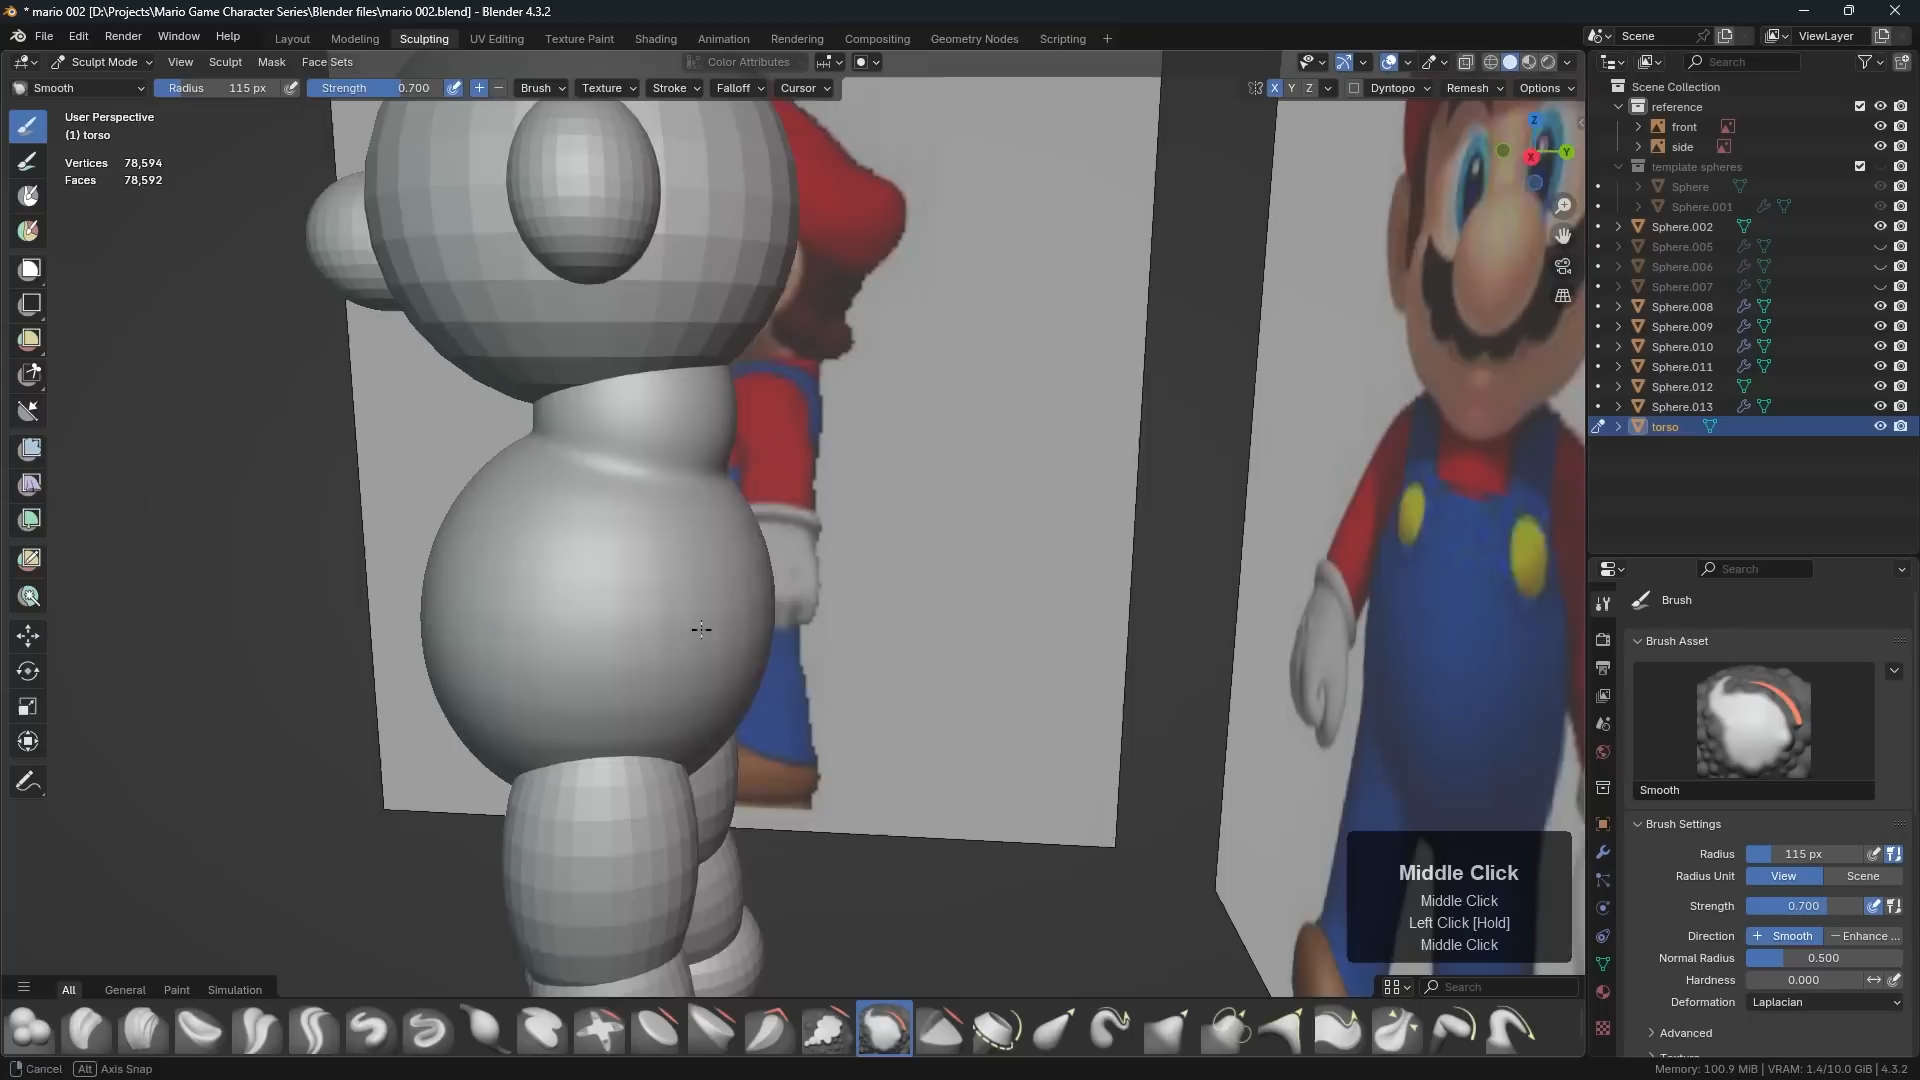 * mario 002 [D:\Projects\Mario Game Character Series\Blender files\mario 002.blend] - Blender 4.3.2
File Edit Render Window Help
Layout Modeling Sculpting UV Editing Texture Paint Shading Animation Rendering Compositing Geometry Nodes Scripting +
Scene
ViewLayer
Sculpt Mode View Sculpt Mask Face Sets
Color Attributes
Search
Smooth
Radius 115 px
Strength 0.700
Brush Texture Stroke Falloff Cursor
X Y Z
Dyntopo Remesh Options
User Perspective
(1) torso
Vertices 78,594
Faces 78,592
Z
X
Y
Scene Collection
reference
front
side
template spheres
Sphere
Sphere.001
Sphere.002
Sphere.005
Sphere.006
Sphere.007
Sphere.008
Sphere.009
Sphere.010
Sphere.011
Sphere.012
Sphere.013
torso
Search
Brush
Brush Asset
Smooth
Brush Settings
Radius 115 px
Radius Unit View Scene
Strength 0.700
Direction + Smooth — Enhance ...
Normal Radius 0.500
Hardness 0.000
Deformation Laplacian
Advanced
Middle Click
Middle Click
Left Click [Hold]
Middle Click
All General Paint Simulation
Search
Cancel Alt Axis Snap
Memory: 100.9 MiB | VRAM: 1.4/10.0 GiB | 4.3.2